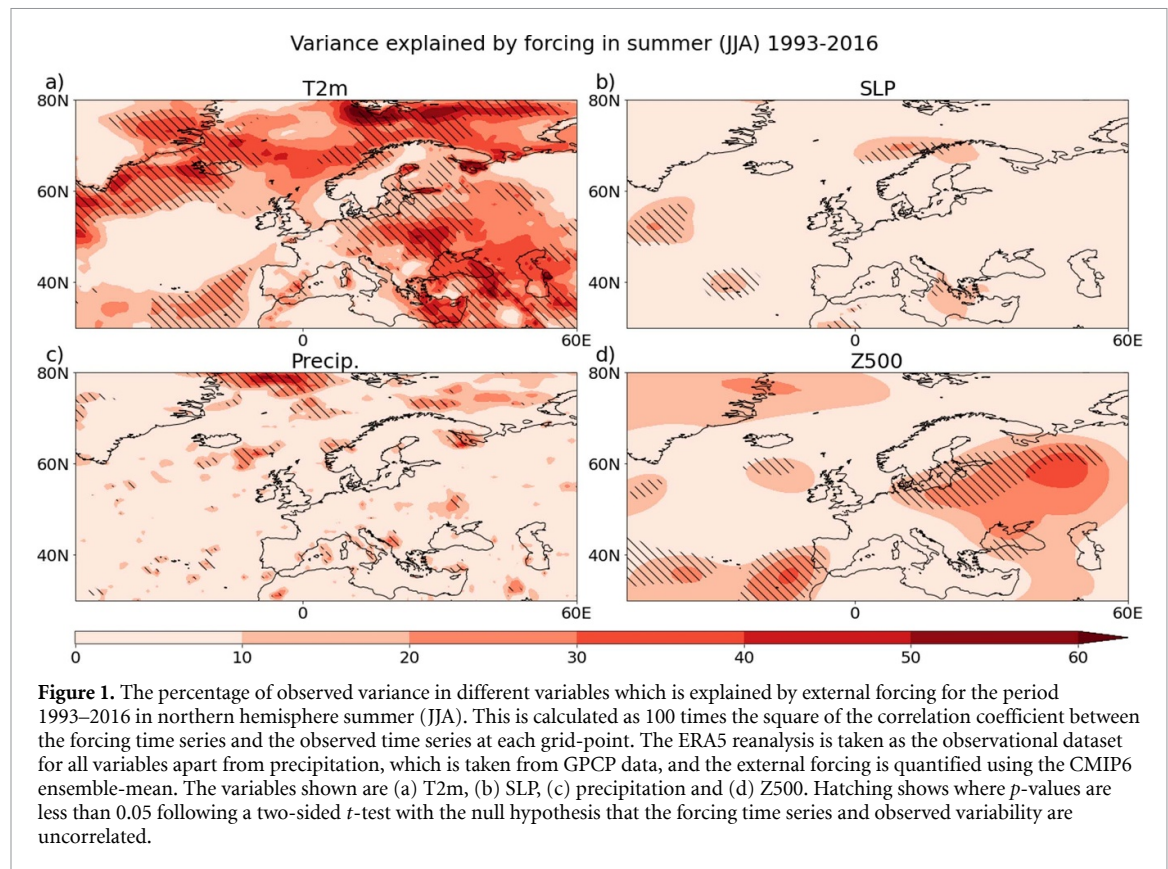 Variance explained by forcing in summer (JJA) 1993-2016
a) T2m
b) SLP
80N
60N
40N
0 60E
0 60E
c) Precip.
d) Z500
80N
60N
40N
0 60E
0 60E
0 10 20 30 40 50 60
Figure 1. The percentage of observed variance in different variables which is explained by external forcing for the period
1993–2016 in northern hemisphere summer (JJA). This is calculated as 100 times the square of the correlation coefficient between
the forcing time series and the observed time series at each grid-point. The ERA5 reanalysis is taken as the observational dataset
for all variables apart from precipitation, which is taken from GPCP data, and the external forcing is quantified using the CMIP6
ensemble-mean. The variables shown are (a) T2m, (b) SLP, (c) precipitation and (d) Z500. Hatching shows where p-values are
less than 0.05 following a two-sided t-test with the null hypothesis that the forcing time series and observed variability are
uncorrelated.